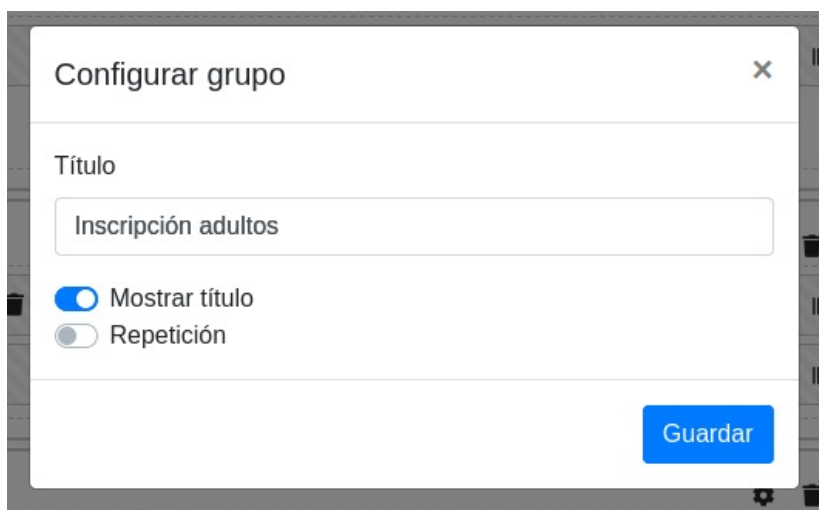 Configurar grupo ×
Título
Inscripción adultos
Mostrar título
Repetición
Guardar